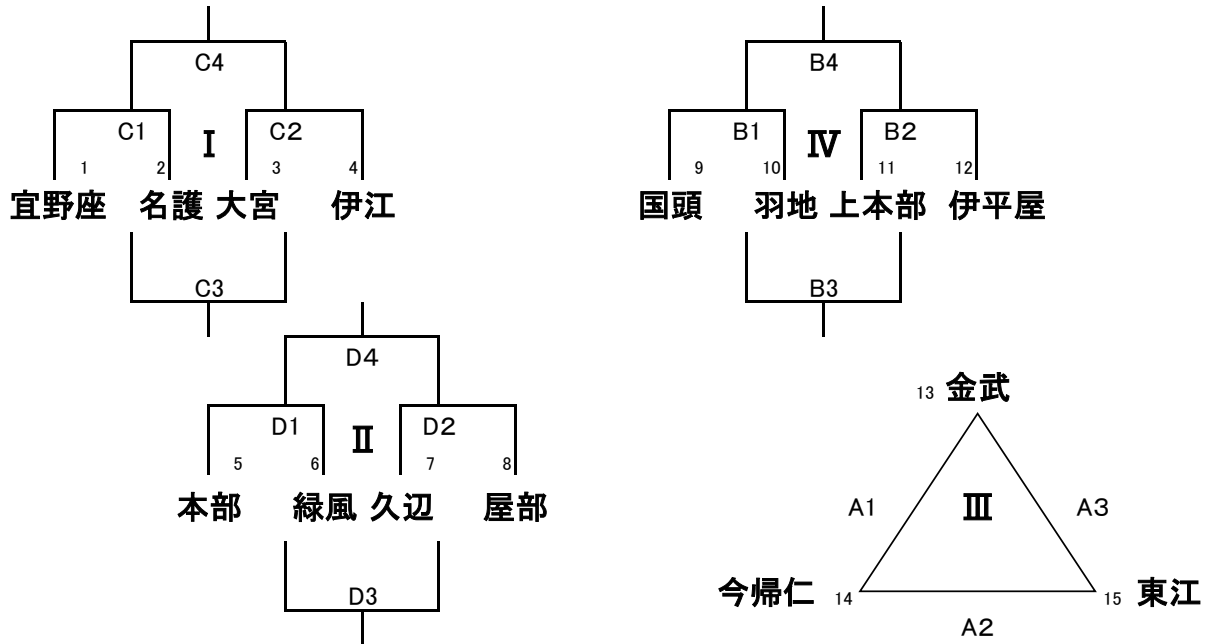 C4
B4
C1 Ⅰ C2
B1 Ⅳ B2
1 2 3 4
9 10 11 12
宜野座 名護 大宮 伊江
国頭 羽地 上本部 伊平屋
C3
B3
D4
D1 Ⅱ D2
5 6 7 8
本部 緑風 久辺 屋部
D3
13 金武
A1 Ⅲ A3
今帰仁 14 15 東江
A2